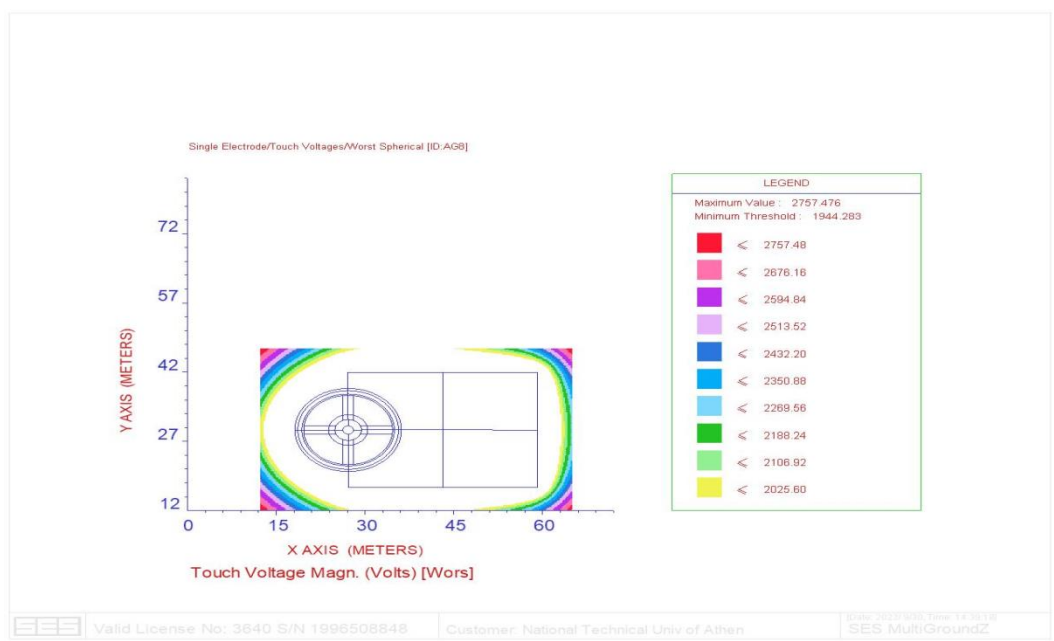 Single Electrode/Touch Voltages/Worst Spherical [ID:AG8]
LEGEND
Maximum Value : 2757.476
Minimum Threshold : 1944.283
⩽ 2757.48
⩽ 2676.16
⩽ 2594.84
⩽ 2513.52
⩽ 2432.20
⩽ 2350.88
⩽ 2269.56
⩽ 2188.24
⩽ 2106.92
⩽ 2025.60
72
57
42
27
12
Y AXIS (METERS)
0 15 30 45 60
X AXIS (METERS)
Touch Voltage Magn. (Volts) [Wors]
SES
Valid License No: 3640 S/N 1996508848
Customer: National Technical Univ of Athen
SES MultiGroundZ